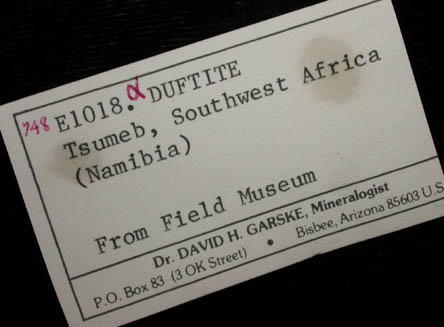 748 E1018. α DUFTITE
Tsumeb, Southwest Africa
(Namibia)
From Field Museum
Dr. DAVID H. GARSKE, Mineralogist
P.O. Box 83 (3 OK Street) • Bisbee, Arizona 85603 U.S